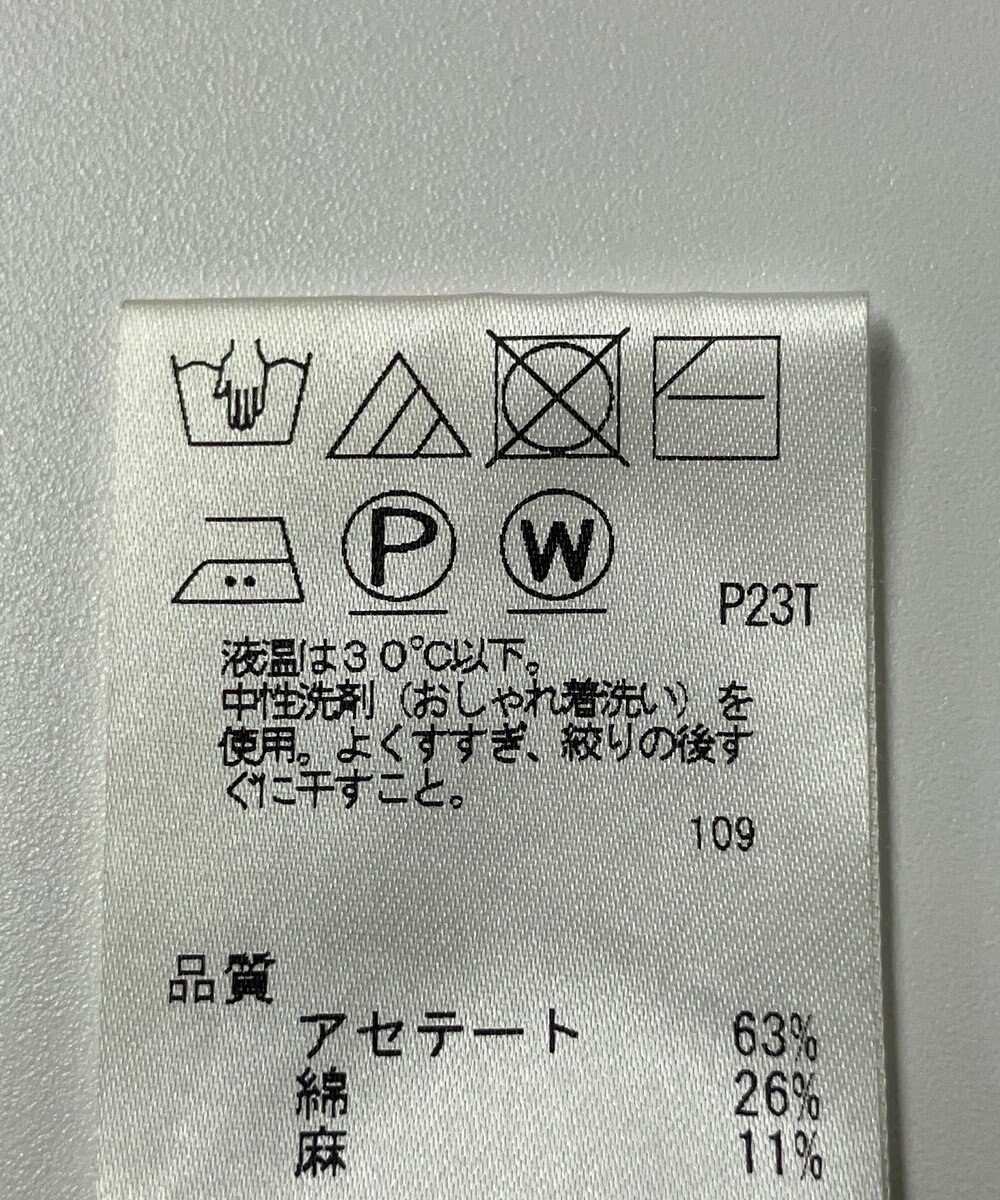 P W
P23T
液温は30℃以下。
中性洗剤（おしゃれ着洗い）を
使用。よくすすぎ、絞りの後す
ぐに干すこと。
109
品質
アセテート 63%
綿 26%
麻 11%